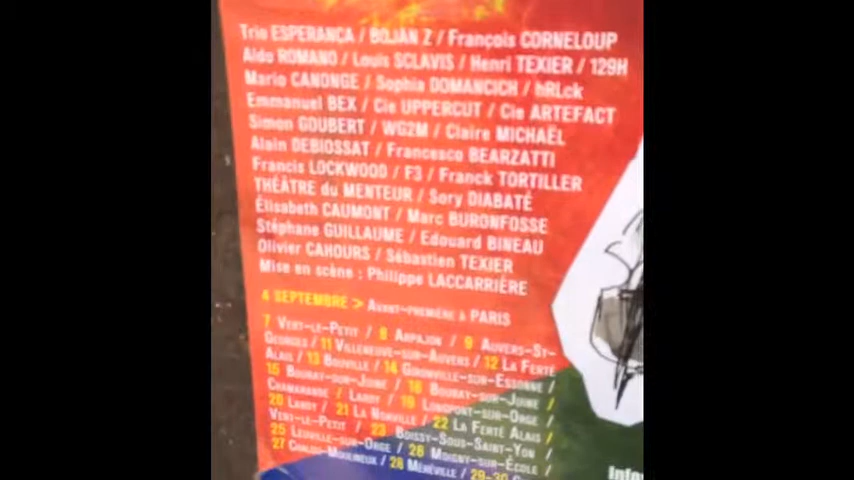 Trio ESPERANÇA / BOJAN Z / François CORNELOUP
Aldo ROMANO / Louis SCLAVIS / Henri TEXIER / 129H
Mario CANONGE / Sophia DOMANCICH / hRLck
Emmanuel BEX / Cie UPPERCUT / Cie ARTEFACT
Simon GOUBERT / WG2M / Claire MICHAËL
Alain DEBIOSSAT / Francesco BEARZATTI
Francis LOCKWOOD / F3 / Franck TORTILLER
THÉÂTRE du MENTEUR / Sory DIABATÉ
Élisabeth CAUMONT / Marc BURONFOSSE
Stéphane GUILLAUME / Edouard BINEAU
Olivier CAHOURS / Sébastien TEXIER
Mise en scène : Philippe LACCARRIÈRE
4 SEPTEMBRE > AVANT-PREMIÈRE À PARIS
7 VERT-LE-PETIT / 8 ARPAJON / 9 AUVERS-ST-
GEORGES / 11 VILLENEUVE-SUR-AUVERS / 12 LA FERTÉ
ALAIS / 13 BOUVILLE / 14 GIRONVILLE-SUR-ESSONNE /
15 BOURAY-SUR-JUINE / 18 BOURAY-SUR-JUINE /
CHAMARANDE / LARDY / 19 LONGPONT-SUR-ORGE /
20 LARDY / 21 LA NORVILLE / 22 LA FERTÉ ALAIS /
VERT-LE-PETIT / 23 BOISSY-SOUS-SAINT-YON /
25 LEUVILLE-SUR-ORGE / 26 MOIGNY-SUR-ÉCOLE /
27 / 28 MÉRÉVILLE / 29-30
Infos